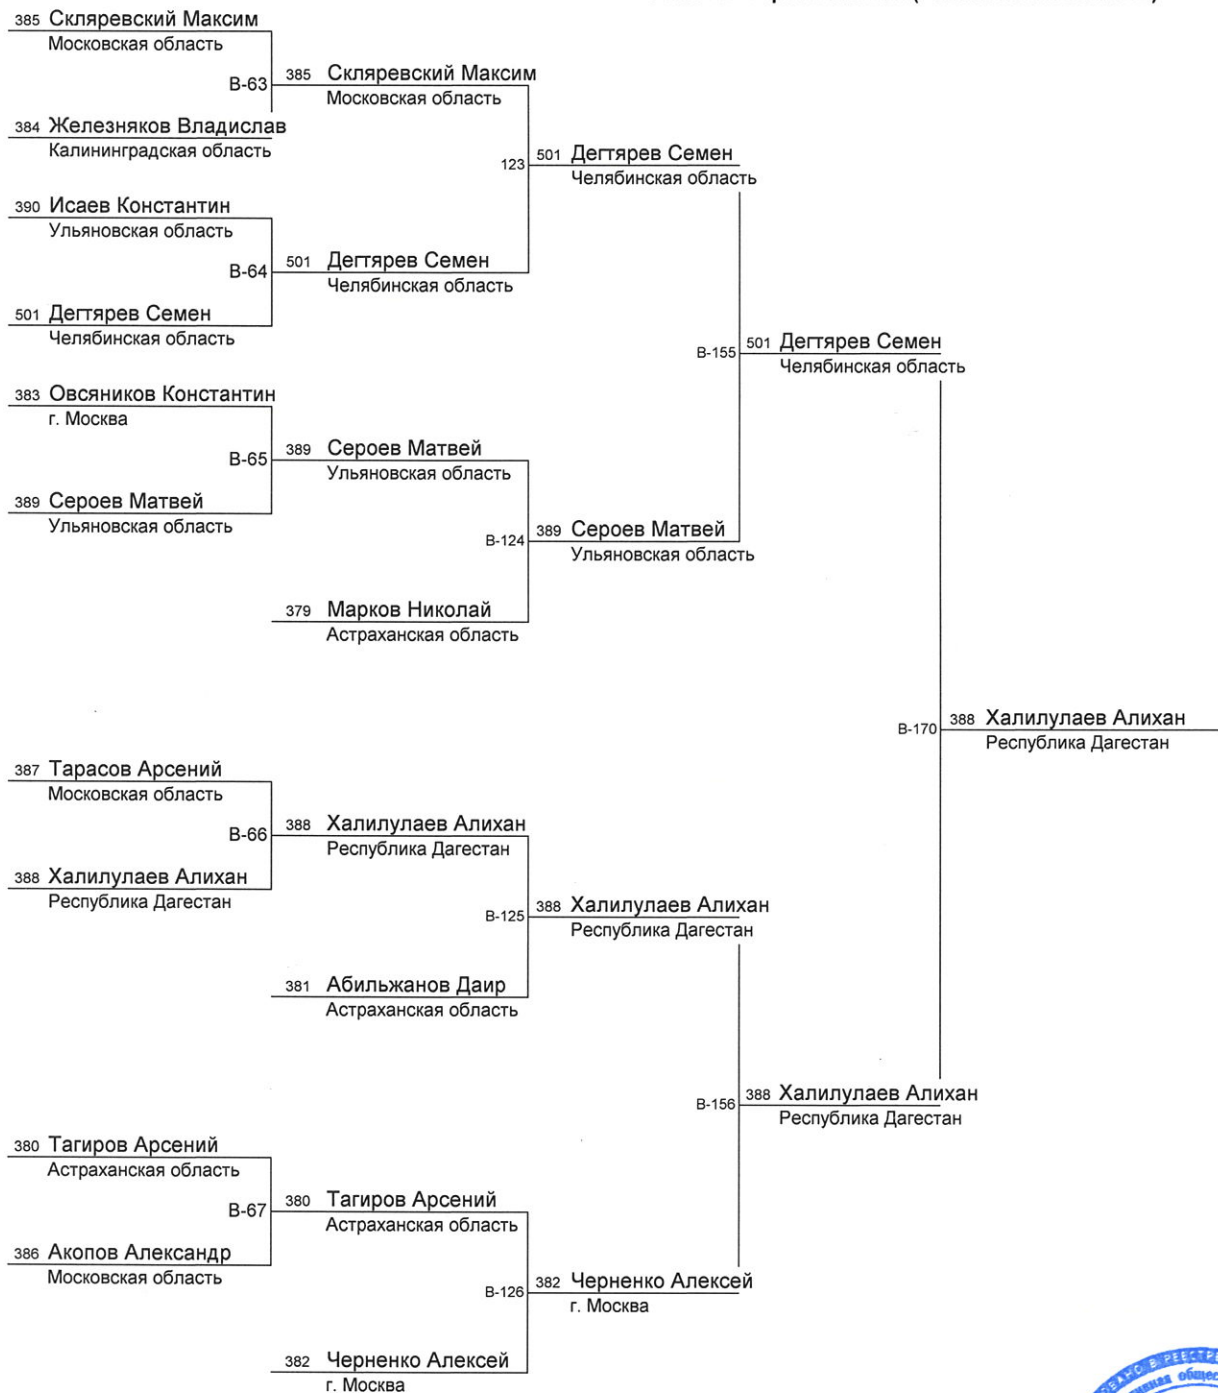 385 Скляревский Максим
Московская область
В-63
385 Скляревский Максим
Московская область
384 Железняков Владислав
Калининградская область
123
501 Дегтярев Семен
Челябинская область
390 Исаев Константин
Ульяновская область
В-64
501 Дегтярев Семен
Челябинская область
501 Дегтярев Семен
Челябинская область
В-155
501 Дегтярев Семен
Челябинская область
383 Овсяников Константин
г. Москва
В-65
389 Сероев Матвей
Ульяновская область
389 Сероев Матвей
Ульяновская область
В-124
389 Сероев Матвей
Ульяновская область
379 Марков Николай
Астраханская область
В-170
388 Халилулаев Алихан
Республика Дагестан
387 Тарасов Арсений
Московская область
В-66
388 Халилулаев Алихан
Республика Дагестан
388 Халилулаев Алихан
Республика Дагестан
В-125
388 Халилулаев Алихан
Республика Дагестан
381 Абильжанов Даир
Астраханская область
В-156
388 Халилулаев Алихан
Республика Дагестан
380 Тагиров Арсений
Астраханская область
В-67
380 Тагиров Арсений
Астраханская область
386 Акопов Александр
Московская область
В-126
382 Черненко Алексей
г. Москва
382 Черненко Алексей
г. Москва